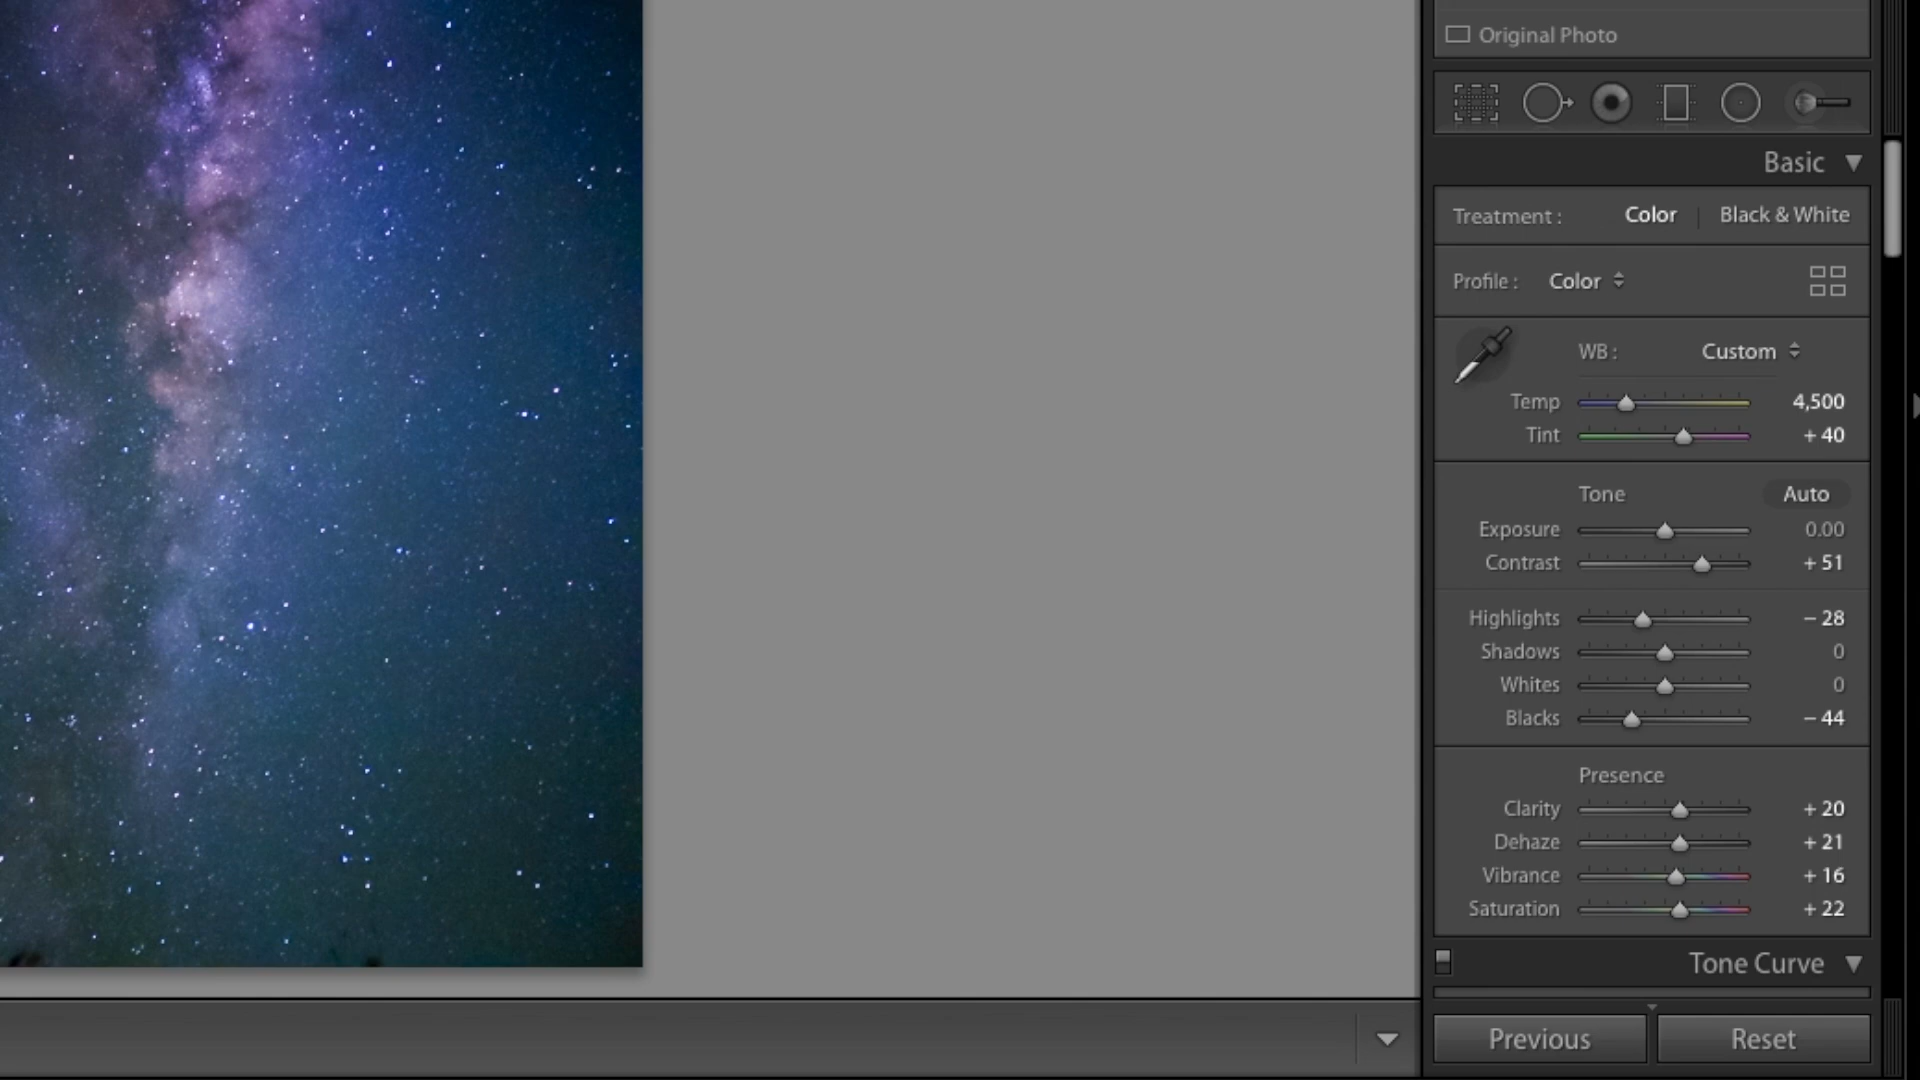 Original Photo
Basic
Treatment : Color | Black & White
Profile : Color
WB : Custom
Temp 4,500
Tint + 40
Tone Auto
Exposure 0.00
Contrast + 51
Highlights − 28
Shadows 0
Whites 0
Blacks − 44
Presence
Clarity + 20
Dehaze + 21
Vibrance + 16
Saturation + 22
Tone Curve
Previous Reset